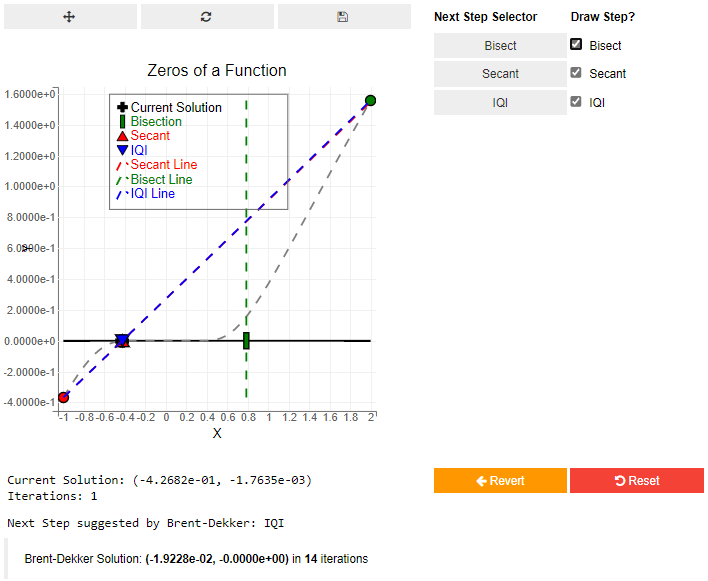 Next Step Selector Draw Step?
Bisect Bisect
Secant Secant
IQI IQI
Zeros of a Function
Current Solution
Bisection
Secant
IQI
Secant Line
Bisect Line
IQI Line
1.6000e+0
1.4000e+0
1.2000e+0
1.0000e+0
8.0000e-1
6.0000e-1
4.0000e-1
2.0000e-1
0.0000e+0
-2.0000e-1
-4.0000e-1
Y
-1 -0.8 -0.6 -0.4 -0.2 0 0.2 0.4 0.6 0.8 1 1.2 1.4 1.6 1.8 2
X
Current Solution: (-4.2682e-01, -1.7635e-03)
Iterations: 1
Revert Reset
Next Step suggested by Brent-Dekker: IQI
Brent-Dekker Solution: (-1.9228e-02, -0.0000e+00) in 14 iterations